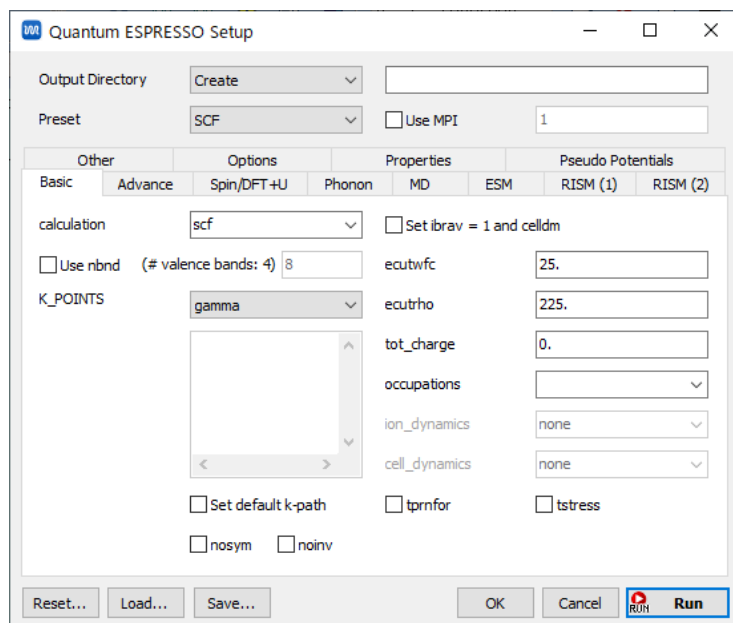 Quantum ESPRESSO Setup
Output Directory Create
Preset SCF Use MPI 1
Other Options Properties Pseudo Potentials
Basic Advance Spin/DFT+U Phonon MD ESM RISM (1) RISM (2)
calculation scf Set ibrav = 1 and celldm
Use nbnd (# valence bands: 4) 8 ecutwfc 25.
K_POINTS gamma ecutrho 225.
tot_charge 0.
occupations
ion_dynamics none
cell_dynamics none
Set default k-path tprnfor tstress
nosym noinv
Reset... Load... Save... OK Cancel RUN Run